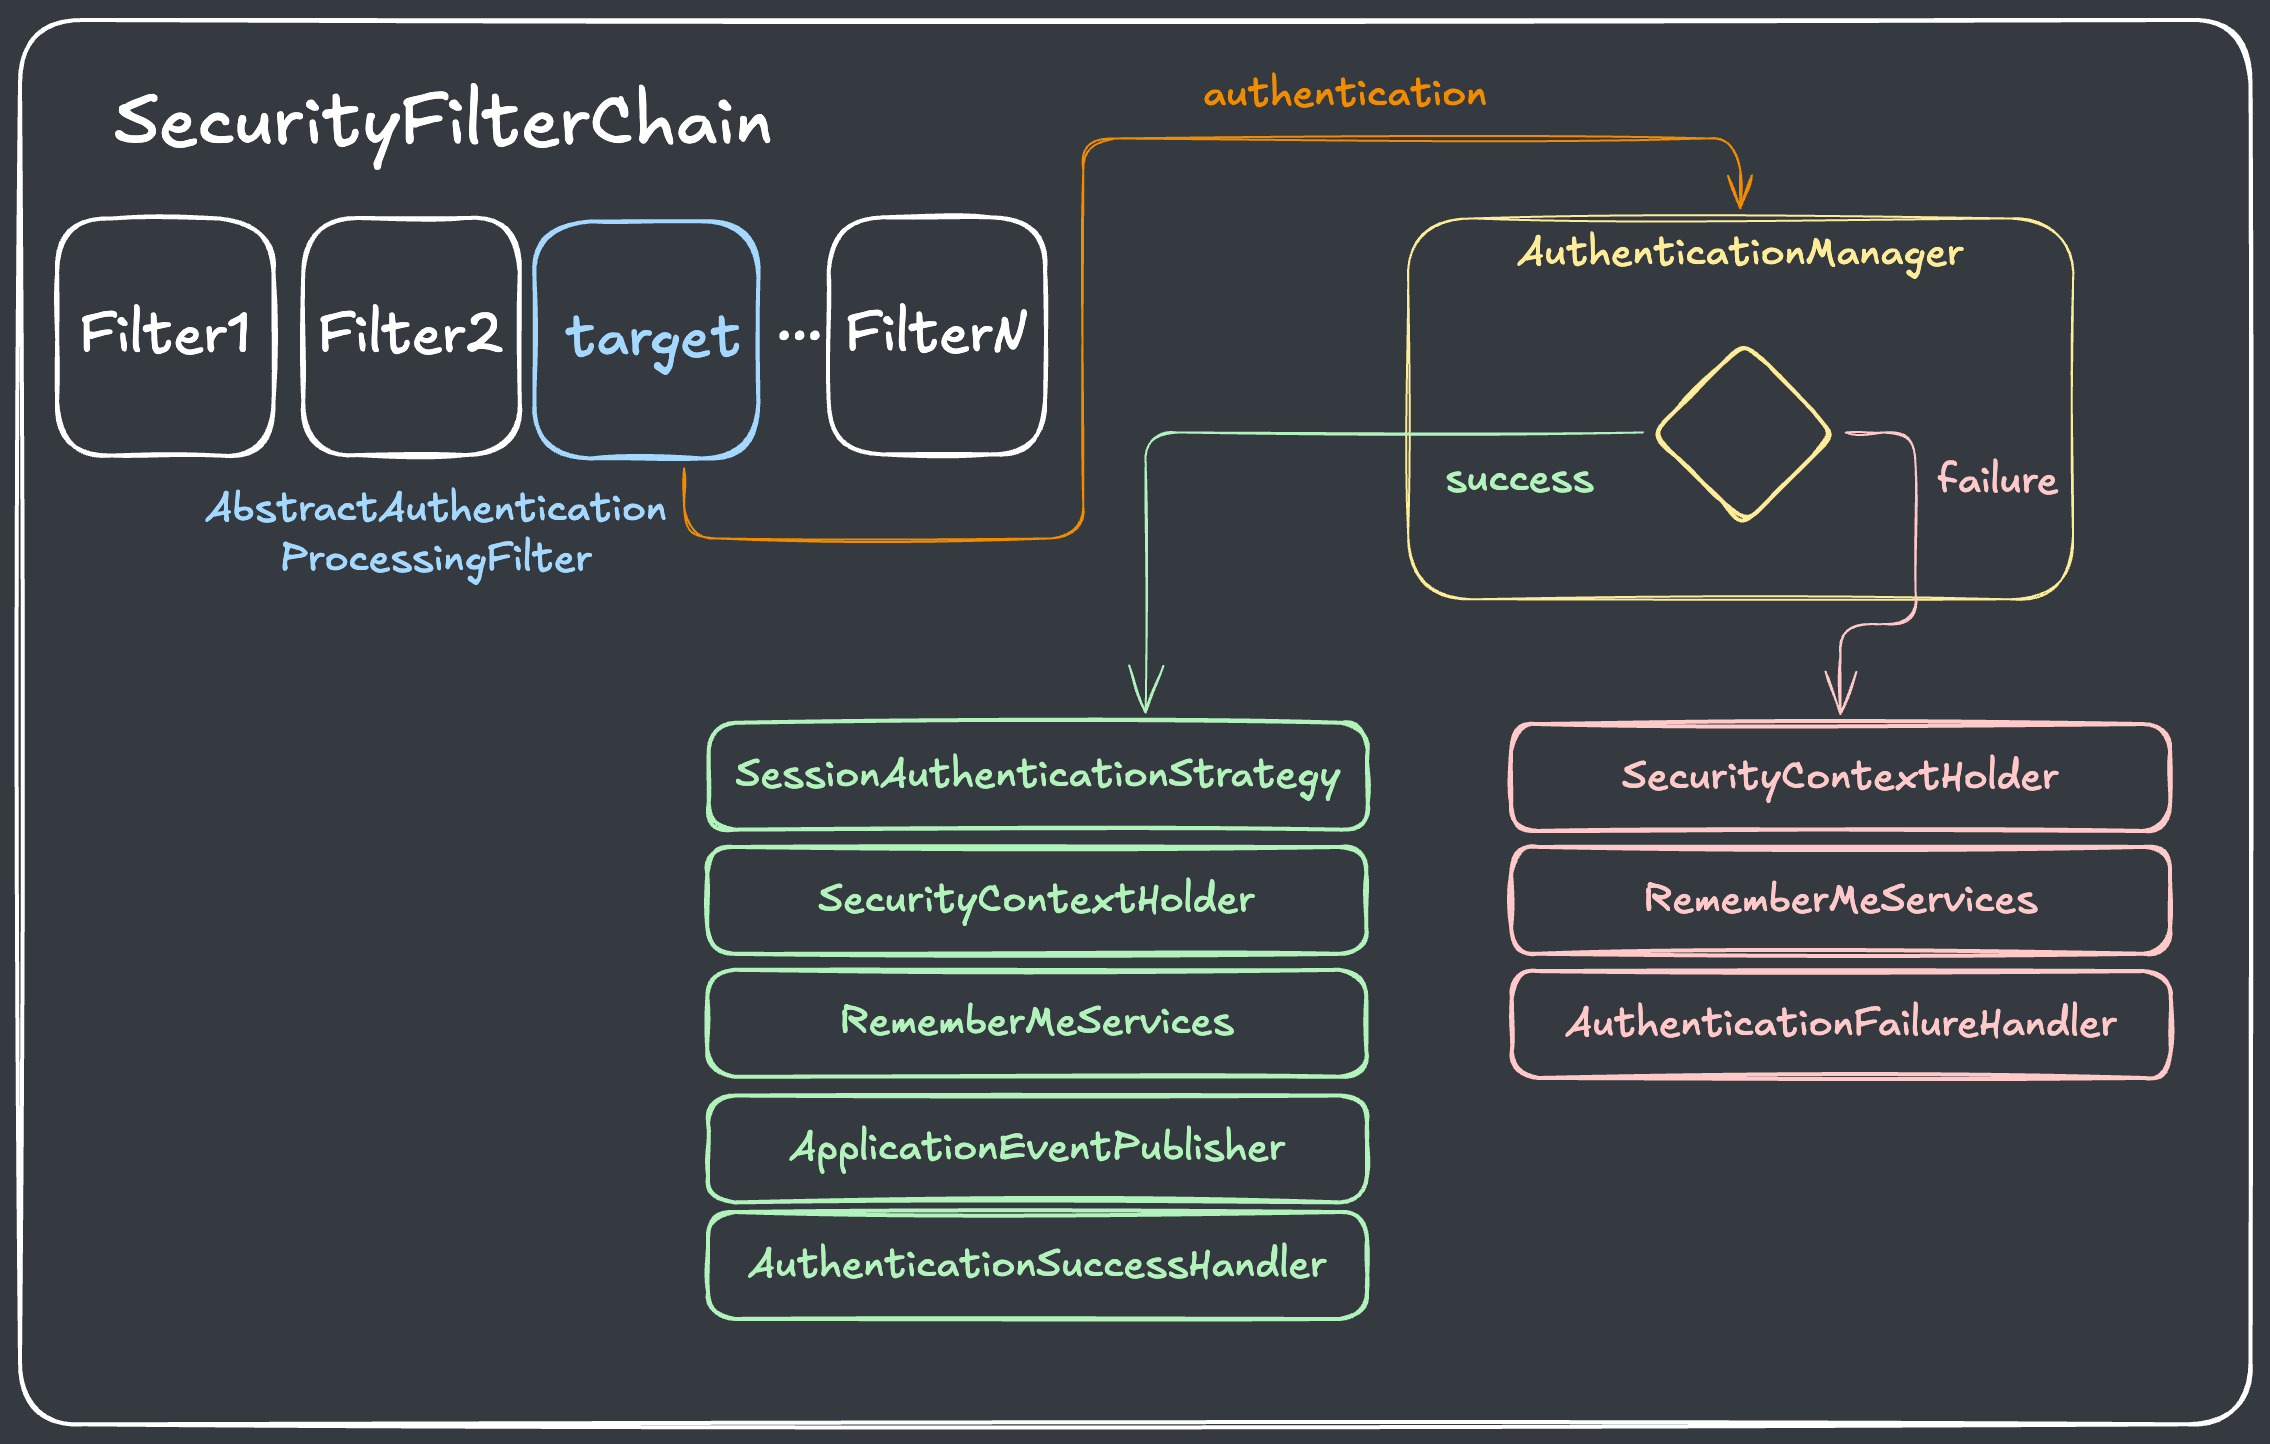 SecurityFilterChain
authentication
Filter1
Filter2
target
...
FilterN
AbstractAuthentication
ProcessingFilter
AuthenticationManager
success
failure
SessionAuthenticationStrategy
SecurityContextHolder
RememberMeServices
ApplicationEventPublisher
AuthenticationSuccessHandler
SecurityContextHolder
RememberMeServices
AuthenticationFailureHandler